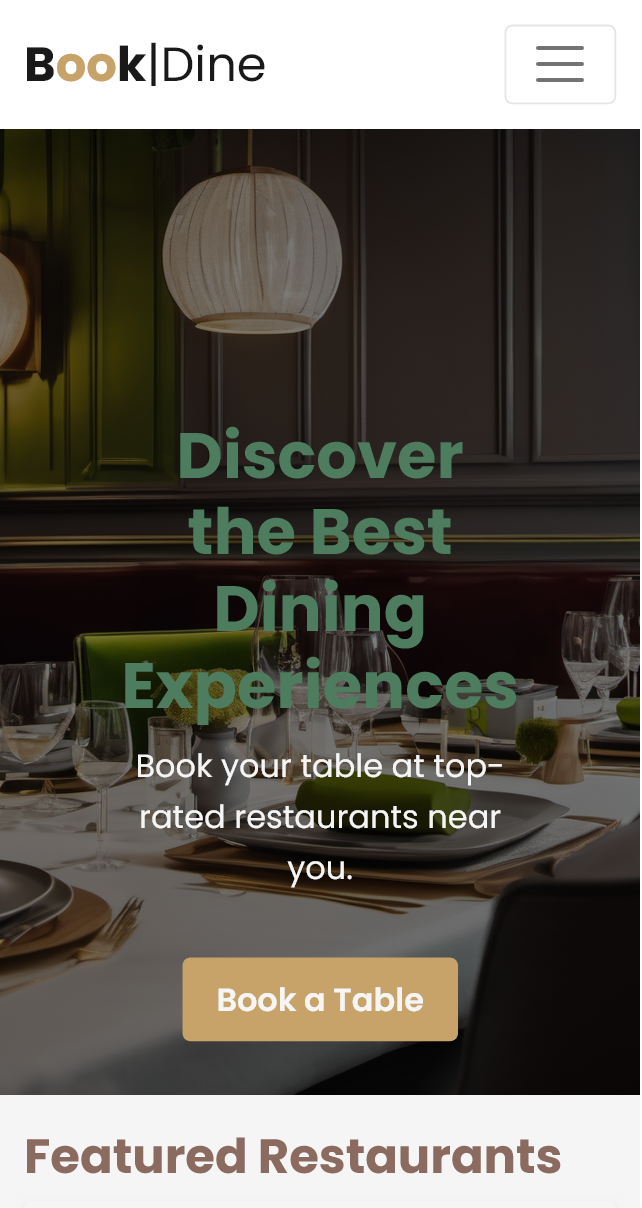 Book|Dine
Discover
the Best
Dining
Experiences
Book your table at top-
rated restaurants near
you.
Book a Table
Featured Restaurants